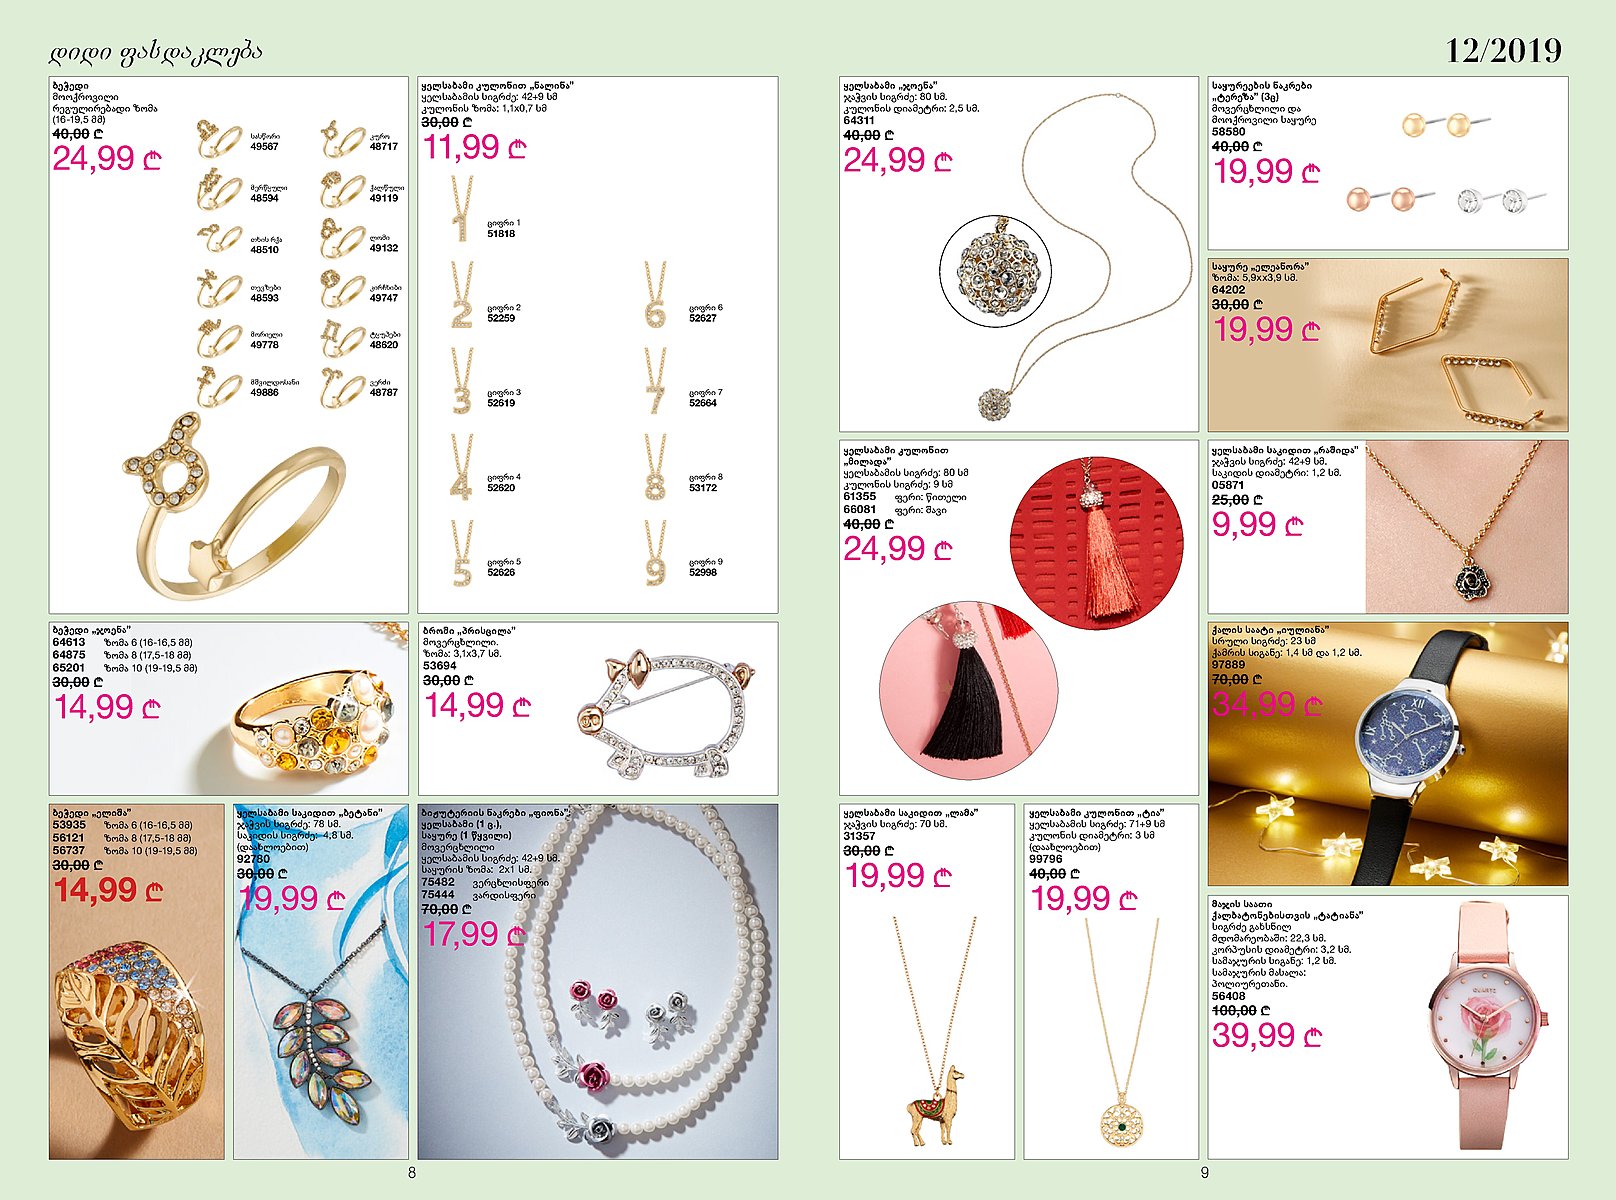 დიდი ფასდაკლება
12/2019
ბეჭედი
მოოქროვილი
რეგულირებადი ზომა
(16-19,5 მმ)
40,00 ₾
24,99 ₾
სასწორი
49567
კურო
48717
მერწყული
48594
ქალწული
49119
თხის რქა
48510
ლომი
49132
თევზები
48593
კირჩხიბი
49747
მორიელი
49778
ტყუპები
48620
მშვილდოსანი
49886
ვერძი
48787
ყელსაბამი კულონით „ნალინა"
ყელსაბამის სიგრძე: 42+9 სმ
კულონის ზომა: 1,1x0,7 სმ
30,00 ₾
11,99 ₾
ციფრი 1
51818
ციფრი 2
52259
ციფრი 6
52627
ციფრი 3
52619
ციფრი 7
52664
ციფრი 4
52620
ციფრი 8
53172
ციფრი 5
52626
ციფრი 9
52998
ბეჭედი „ჯოენა"
64613 ზომა 6 (16-16,5 მმ)
64875 ზომა 8 (17,5-18 მმ)
65201 ზომა 10 (19-19,5 მმ)
30,00 ₾
14,99 ₾
ბროში „პრისცილა"
მოვერცხლილი.
ზომა: 3,1x3,7 სმ.
53694
30,00 ₾
14,99 ₾
ბეჭედი „ელიშა"
53935 ზომა 6 (16-16,5 მმ)
56121 ზომა 8 (17,5-18 მმ)
56737 ზომა 10 (19-19,5 მმ)
30,00 ₾
14,99 ₾
ყელსაბამი საკიდით „ბეტანი"
ჯაჭვის სიგრძე: 78 სმ.
საკიდის სიგრძე: 4,8 სმ.
(დაახლოებით)
92780
30,00 ₾
19,99 ₾
ბიჟუტერიის ნაკრები „ფიონა",
ყელსაბამი (1 ც.),
საყურე (1 წყვილი)
მოვერცხლილი
ყელსაბამის სიგრძე: 42+9 სმ.
საყურის ზომა: 2x1 სმ.
75482 ვერცხლისფერი
75444 ვარდისფერი
70,00 ₾
17,99 ₾
8
ყელსაბამი „ჯოენა"
ჯაჭვის სიგრძე: 80 სმ.
კულონის დიამეტრი: 2,5 სმ.
64311
40,00 ₾
24,99 ₾
საყურეების ნაკრები
„ტერეზა" (3ც)
მოვერცხლილი და
მოოქროვილი საყურე
58580
40,00 ₾
19,99 ₾
საყურე „ელეანორა"
ზომა: 5,9xx3,9 სმ.
64202
30,00 ₾
19,99 ₾
ყელსაბამი კულონით
„მილადა"
ყელსაბამის სიგრძე: 80 სმ
კულონის სიგრძე: 9 სმ
61355 ფერი: წითელი
66081 ფერი: შავი
40,00 ₾
24,99 ₾
ყელსაბამი საკიდით „რაშიდა"
ჯაჭვის სიგრძე: 42+9 სმ.
საკიდის დიამეტრი: 1,2 სმ.
05871
25,00 ₾
9,99 ₾
ქალის საათი „იულიანა"
სრული სიგრძე: 23 სმ
ქამრის სიგანე: 1,4 სმ და 1,2 სმ.
97889
70,00 ₾
34,99 ₾
XII
IX
ყელსაბამი საკიდით „ლამა"
ჯაჭვის სიგრძე: 70 სმ.
31357
30,00 ₾
19,99 ₾
ყელსაბამი კულონით „ტია"
ყელსაბამის სიგრძე: 71+9 სმ
კულონის დიამეტრი: 3 სმ
(დაახლოებით)
99796
40,00 ₾
19,99 ₾
მაჯის საათი
ქალბატონებისთვის „ტატიანა"
სიგრძე გახსნილ
მდომარეობაში: 22,3 სმ.
კორპუსის დიამეტრი: 3,2 სმ.
სამაჯურის სიგანე: 1,2 სმ.
სამაჯურის მასალა:
პოლიურეთანი.
56408
100,00 ₾
39,99 ₾
QUARTZ
9